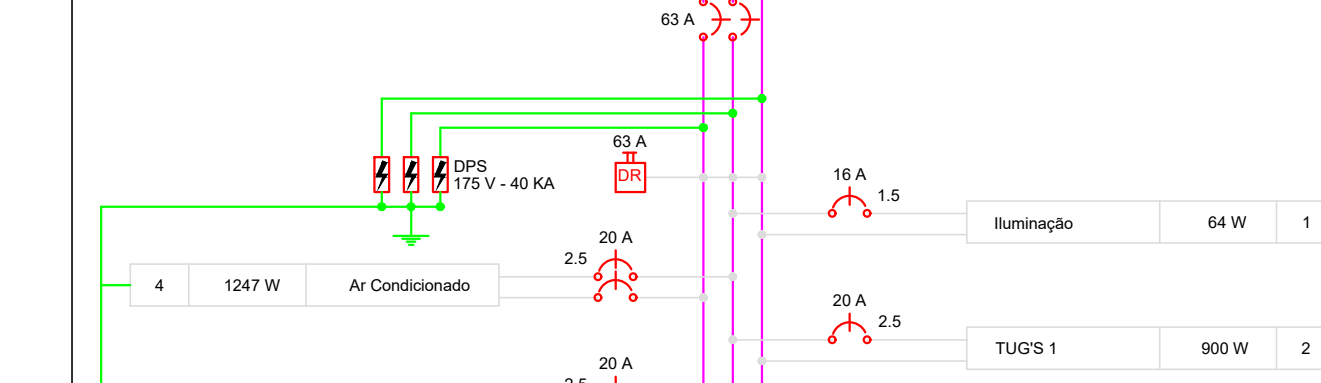 63 A
63 A
DPS
175 V - 40 KA
DR
16 A
1.5
Iluminação 64 W 1
20 A
2.5
4 1247 W Ar Condicionado
20 A
2.5
TUG'S 1 900 W 2
20 A